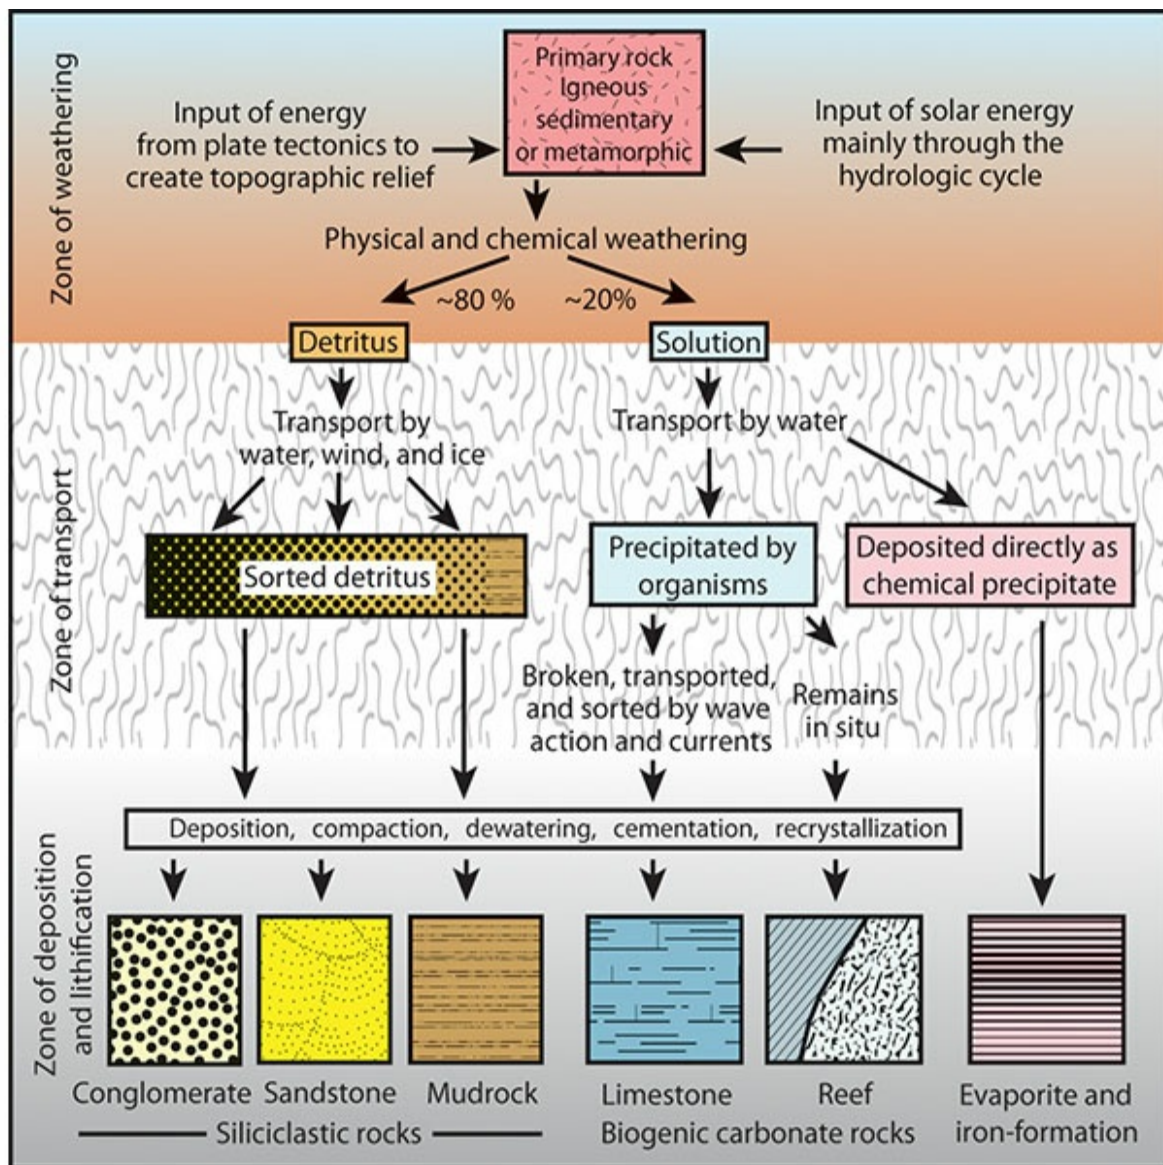 Zone of weathering
Primary rock
Igneous
sedimentary
or metamorphic
Input of energy
from plate tectonics to
create topographic relief
Input of solar energy
mainly through the
hydrologic cycle
Physical and chemical weathering
~80 %
~20%
Detritus
Solution
Zone of transport
Transport by
water, wind, and ice
Transport by water
Sorted detritus
Precipitated by
organisms
Deposited directly as
chemical precipitate
Broken, transported,
and sorted by wave
action and currents
Remains
in situ
Zone of deposition
and lithification
Deposition, compaction, dewatering, cementation, recrystallization
Conglomerate
Sandstone
Mudrock
Limestone
Reef
Evaporite and
iron-formation
Siliciclastic rocks
Biogenic carbonate rocks